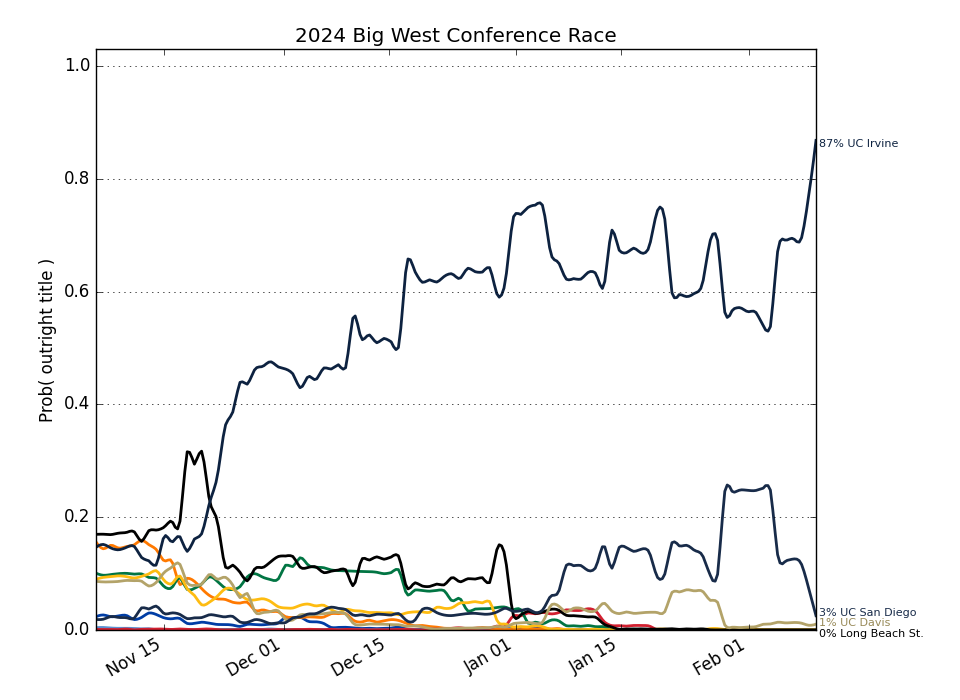 2024 Big West Conference Race
Prob( outright title )
1.0
0.8
0.6
0.4
0.2
0.0
87% UC Irvine
3% UC San Diego
1% UC Davis
0% Long Beach St.
Nov 15
Dec 01
Dec 15
Jan 01
Jan 15
Feb 01